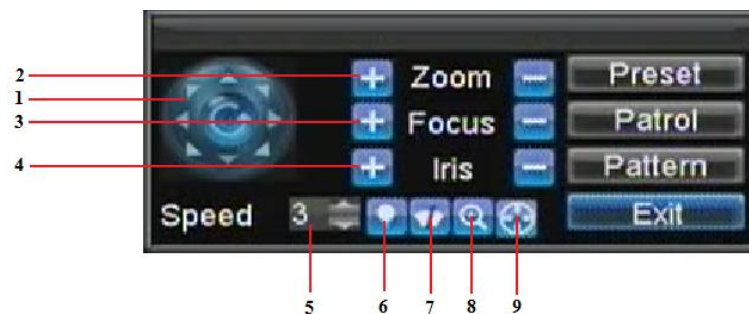 2
1
3
4
+ Zoom − Preset
+ Focus − Patrol
+ Iris − Pattern
Speed 3 Exit
5 6 7 8 9